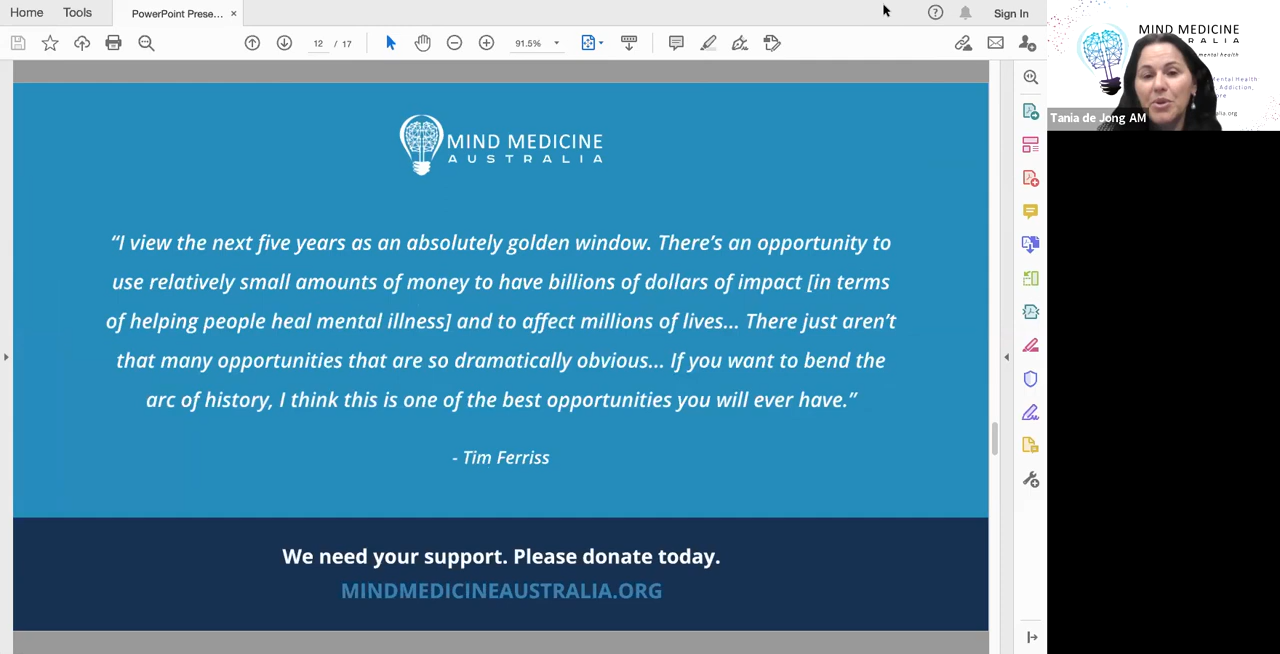 Home
Tools
PowerPoint Prese...
×
Sign In
12 / 17
91.5%
MIND MEDICINE
AUSTRALIA
“I view the next five years as an absolutely golden window. There’s an opportunity to
use relatively small amounts of money to have billions of dollars of impact [in terms
of helping people heal mental illness] and to affect millions of lives... There just aren’t
that many opportunities that are so dramatically obvious... If you want to bend the
arc of history, I think this is one of the best opportunities you will ever have.”
- Tim Ferriss
We need your support. Please donate today.
MINDMEDICINEAUSTRALIA.ORG
MIND MEDICINE
mental health
Mental Health
Addiction,
Tania de Jong AM